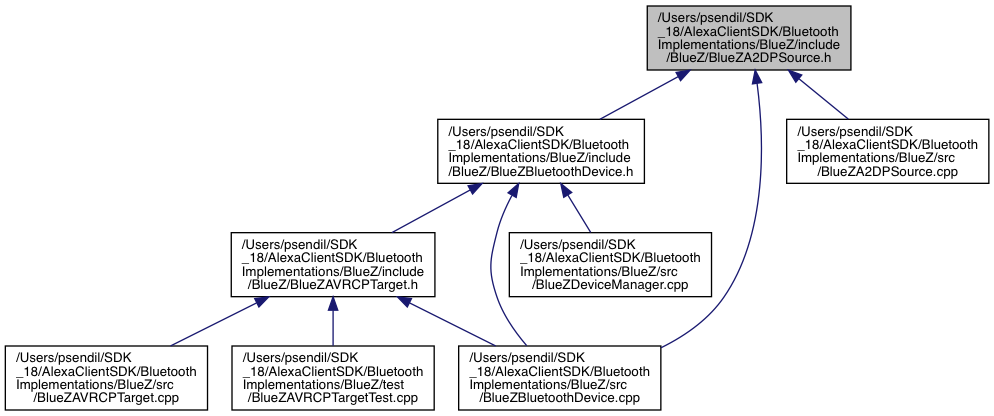 /Users/psendil/SDK
_18/AlexaClientSDK/Bluetooth
Implementations/BlueZ/include
/BlueZ/BlueZA2DPSource.h
/Users/psendil/SDK
_18/AlexaClientSDK/Bluetooth
Implementations/BlueZ/include
/BlueZ/BlueZBluetoothDevice.h
/Users/psendil/SDK
_18/AlexaClientSDK/Bluetooth
Implementations/BlueZ/src
/BlueZA2DPSource.cpp
/Users/psendil/SDK
_18/AlexaClientSDK/Bluetooth
Implementations/BlueZ/include
/BlueZ/BlueZAVRCPTarget.h
/Users/psendil/SDK
_18/AlexaClientSDK/Bluetooth
Implementations/BlueZ/src
/BlueZDeviceManager.cpp
/Users/psendil/SDK
_18/AlexaClientSDK/Bluetooth
Implementations/BlueZ/src
/BlueZAVRCPTarget.cpp
/Users/psendil/SDK
_18/AlexaClientSDK/Bluetooth
Implementations/BlueZ/test
/BlueZAVRCPTargetTest.cpp
/Users/psendil/SDK
_18/AlexaClientSDK/Bluetooth
Implementations/BlueZ/src
/BlueZBluetoothDevice.cpp